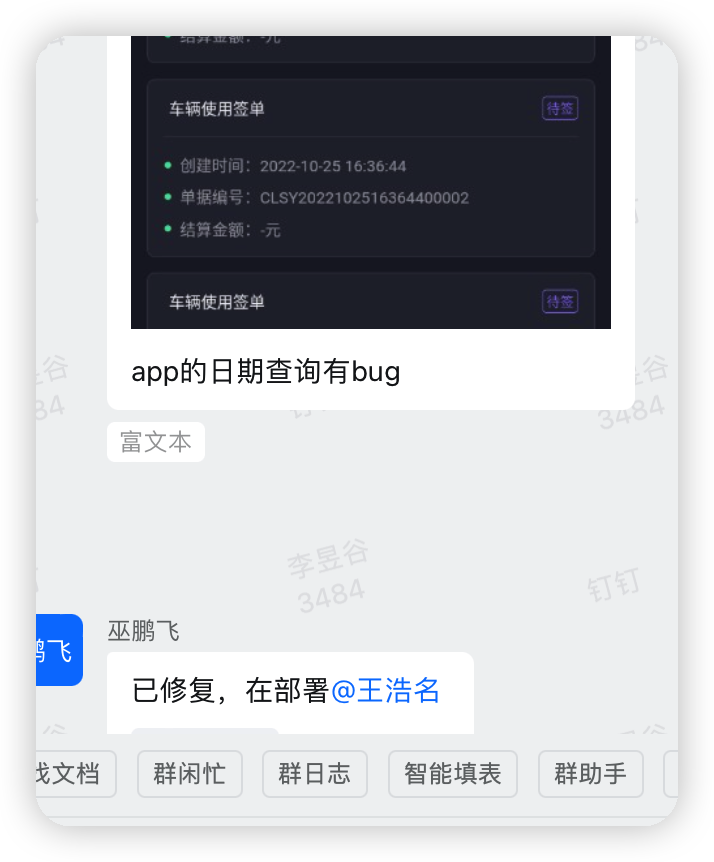 结算金额：-元
车辆使用签单
待签
创建时间：2022-10-25 16:36:44
单据编号：CLSY2022102516364400002
结算金额：-元
车辆使用签单
待签
app的日期查询有bug
富文本
李昱谷
3484
钉钉
巫鹏飞
鹏飞
已修复，在部署@王浩名
找文档
群闲忙
群日志
智能填表
群助手